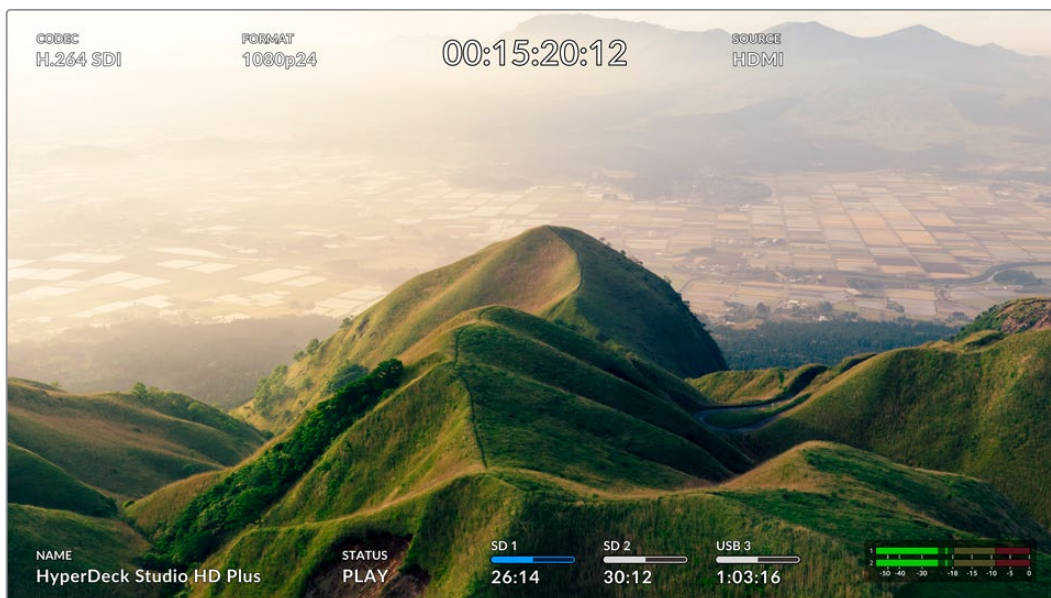 CODEC
H.264 SDI
FORMAT
1080p24
00:15:20:12
SOURCE
HDMI
NAME
HyperDeck Studio HD Plus
STATUS
PLAY
SD 1
26:14
SD 2
30:12
USB 3
1:03:16
1
2
-50 -40 -30 -18 -15 -10 -5 0